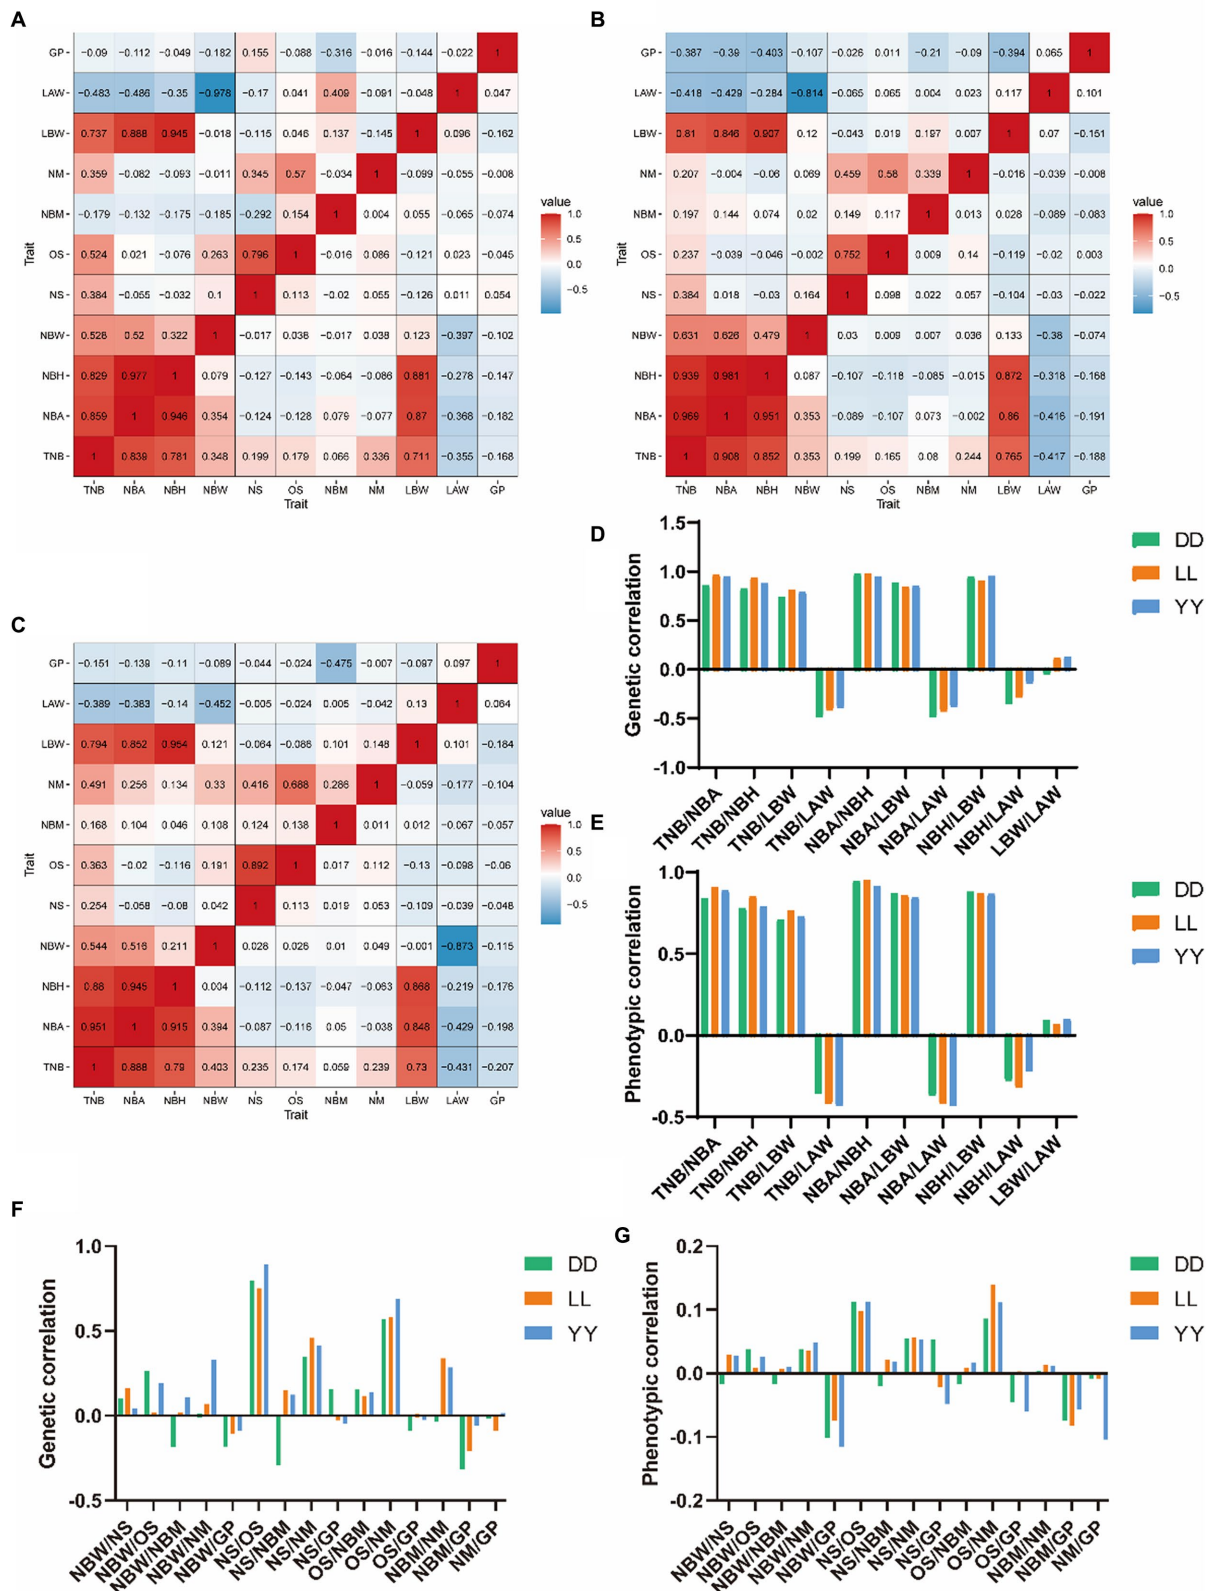 A
GP -0.09 -0.112 -0.049 -0.182 0.155 -0.088 -0.316 -0.016 -0.144 -0.022 1
LAW -0.483 -0.486 -0.35 -0.978 -0.17 0.041 0.409 -0.091 -0.048 1 0.047
LBW 0.737 0.888 0.945 -0.018 -0.115 0.046 0.137 -0.145 1 0.096 -0.162
NM 0.359 -0.082 -0.093 -0.011 0.345 0.57 -0.034 1 -0.099 -0.055 -0.008
NBM -0.179 -0.132 -0.175 -0.185 -0.292 0.154 1 0.004 0.055 -0.065 -0.074
OS 0.524 0.021 -0.076 0.263 0.796 1 -0.016 0.086 -0.121 0.023 -0.045
NS 0.384 -0.055 -0.032 0.1 1 0.113 -0.02 0.055 -0.126 0.011 0.054
NBW 0.528 0.52 0.322 1 -0.017 0.038 -0.017 0.038 0.123 -0.397 -0.102
NBH 0.829 0.977 1 0.079 -0.127 -0.143 -0.064 -0.086 0.881 -0.278 -0.147
NBA 0.859 1 0.946 0.354 -0.124 -0.128 0.079 -0.077 0.87 -0.368 -0.182
TNB 1 0.839 0.781 0.348 0.199 0.179 0.066 0.336 0.711 -0.355 -0.168
TNB NBA NBH NBW NS OS NBM NM LBW LAW GP
Trait
Trait
value
1.0
0.5
0.0
-0.5
B
GP -0.387 -0.39 -0.403 -0.107 -0.026 0.011 -0.21 -0.09 -0.394 0.065 1
LAW -0.418 -0.429 -0.284 -0.814 -0.065 0.065 0.004 0.023 0.117 1 0.101
LBW 0.81 0.846 0.907 0.12 -0.043 0.019 0.197 0.007 1 0.07 -0.151
NM 0.207 -0.004 -0.06 0.069 0.459 0.58 0.339 1 -0.016 -0.039 -0.008
NBM 0.197 0.144 0.074 0.02 0.149 0.117 1 0.013 0.028 -0.089 -0.083
OS 0.237 -0.039 -0.046 -0.002 0.752 1 0.009 0.14 -0.119 -0.02 0.003
NS 0.384 0.018 -0.03 0.164 1 0.098 0.022 0.057 -0.104 -0.03 -0.022
NBW 0.631 0.626 0.479 1 0.03 0.009 0.007 0.036 0.133 -0.38 -0.074
NBH 0.939 0.981 1 0.087 -0.107 -0.118 -0.085 -0.015 0.872 -0.318 -0.168
NBA 0.969 1 0.951 0.353 -0.089 -0.107 0.073 -0.002 0.86 -0.416 -0.191
TNB 1 0.908 0.852 0.353 0.199 0.165 0.08 0.244 0.765 -0.417 -0.188
TNB NBA NBH NBW NS OS NBM NM LBW LAW GP
Trait
Trait
value
1.0
0.5
0.0
-0.5
C
GP -0.151 -0.139 -0.11 -0.089 -0.044 -0.024 -0.475 -0.007 -0.097 0.097 1
LAW -0.389 -0.383 -0.14 -0.452 -0.005 -0.024 0.005 -0.042 0.13 1 0.064
LBW 0.794 0.852 0.954 0.121 -0.064 -0.086 0.101 0.148 1 0.101 -0.184
NM 0.491 0.256 0.134 0.33 0.416 0.688 0.286 1 -0.059 -0.177 -0.104
NBM 0.168 0.104 0.046 0.108 0.124 0.138 1 0.011 0.012 -0.067 -0.057
OS 0.363 -0.02 -0.116 0.191 0.892 1 0.017 0.112 -0.13 -0.098 -0.06
NS 0.254 -0.058 -0.08 0.042 1 0.113 0.019 0.053 -0.109 -0.039 -0.048
NBW 0.544 0.516 0.211 1 0.028 0.026 0.01 0.049 -0.001 -0.873 -0.115
NBH 0.88 0.945 1 0.004 -0.112 -0.137 -0.047 -0.063 0.868 -0.219 -0.176
NBA 0.951 1 0.915 0.394 -0.087 -0.116 0.05 -0.038 0.848 -0.429 -0.198
TNB 1 0.888 0.79 0.403 0.235 0.174 0.059 0.239 0.73 -0.431 -0.207
TNB NBA NBH NBW NS OS NBM NM LBW LAW GP
Trait
Trait
value
1.0
0.5
0.0
-0.5
D
Genetic correlation
1.5
1.0
0.5
0.0
-0.5
-1.0
TNB/NBA TNB/NBH TNB/LBW TNB/LAW NBA/NBH NBA/LBW NBA/LAW NBH/LBW NBH/LAW LBW/LAW
DD
LL
YY
E
Phenotypic correlation
1.0
0.5
0.0
-0.5
TNB/NBA TNB/NBH TNB/LBW TNB/LAW NBA/NBH NBA/LBW NBA/LAW NBH/LBW NBH/LAW LBW/LAW
DD
LL
YY
F
Genetic correlation
1.0
0.5
0.0
-0.5
NBW/NS NBW/OS NBW/NBM NBW/NM NBW/GP NS/OS NS/NBM NS/NM NS/GP OS/NBM OS/NM OS/GP NBM/NM NBM/GP NM/GP
DD
LL
YY
G
Phenotypic correlation
0.2
0.1
0.0
-0.1
-0.2
NBW/NS NBW/OS NBW/NBM NBW/NM NBW/GP NS/OS NS/NBM NS/NM NS/GP OS/NBM OS/NM OS/GP NBM/NM NBM/GP NM/GP
DD
LL
YY